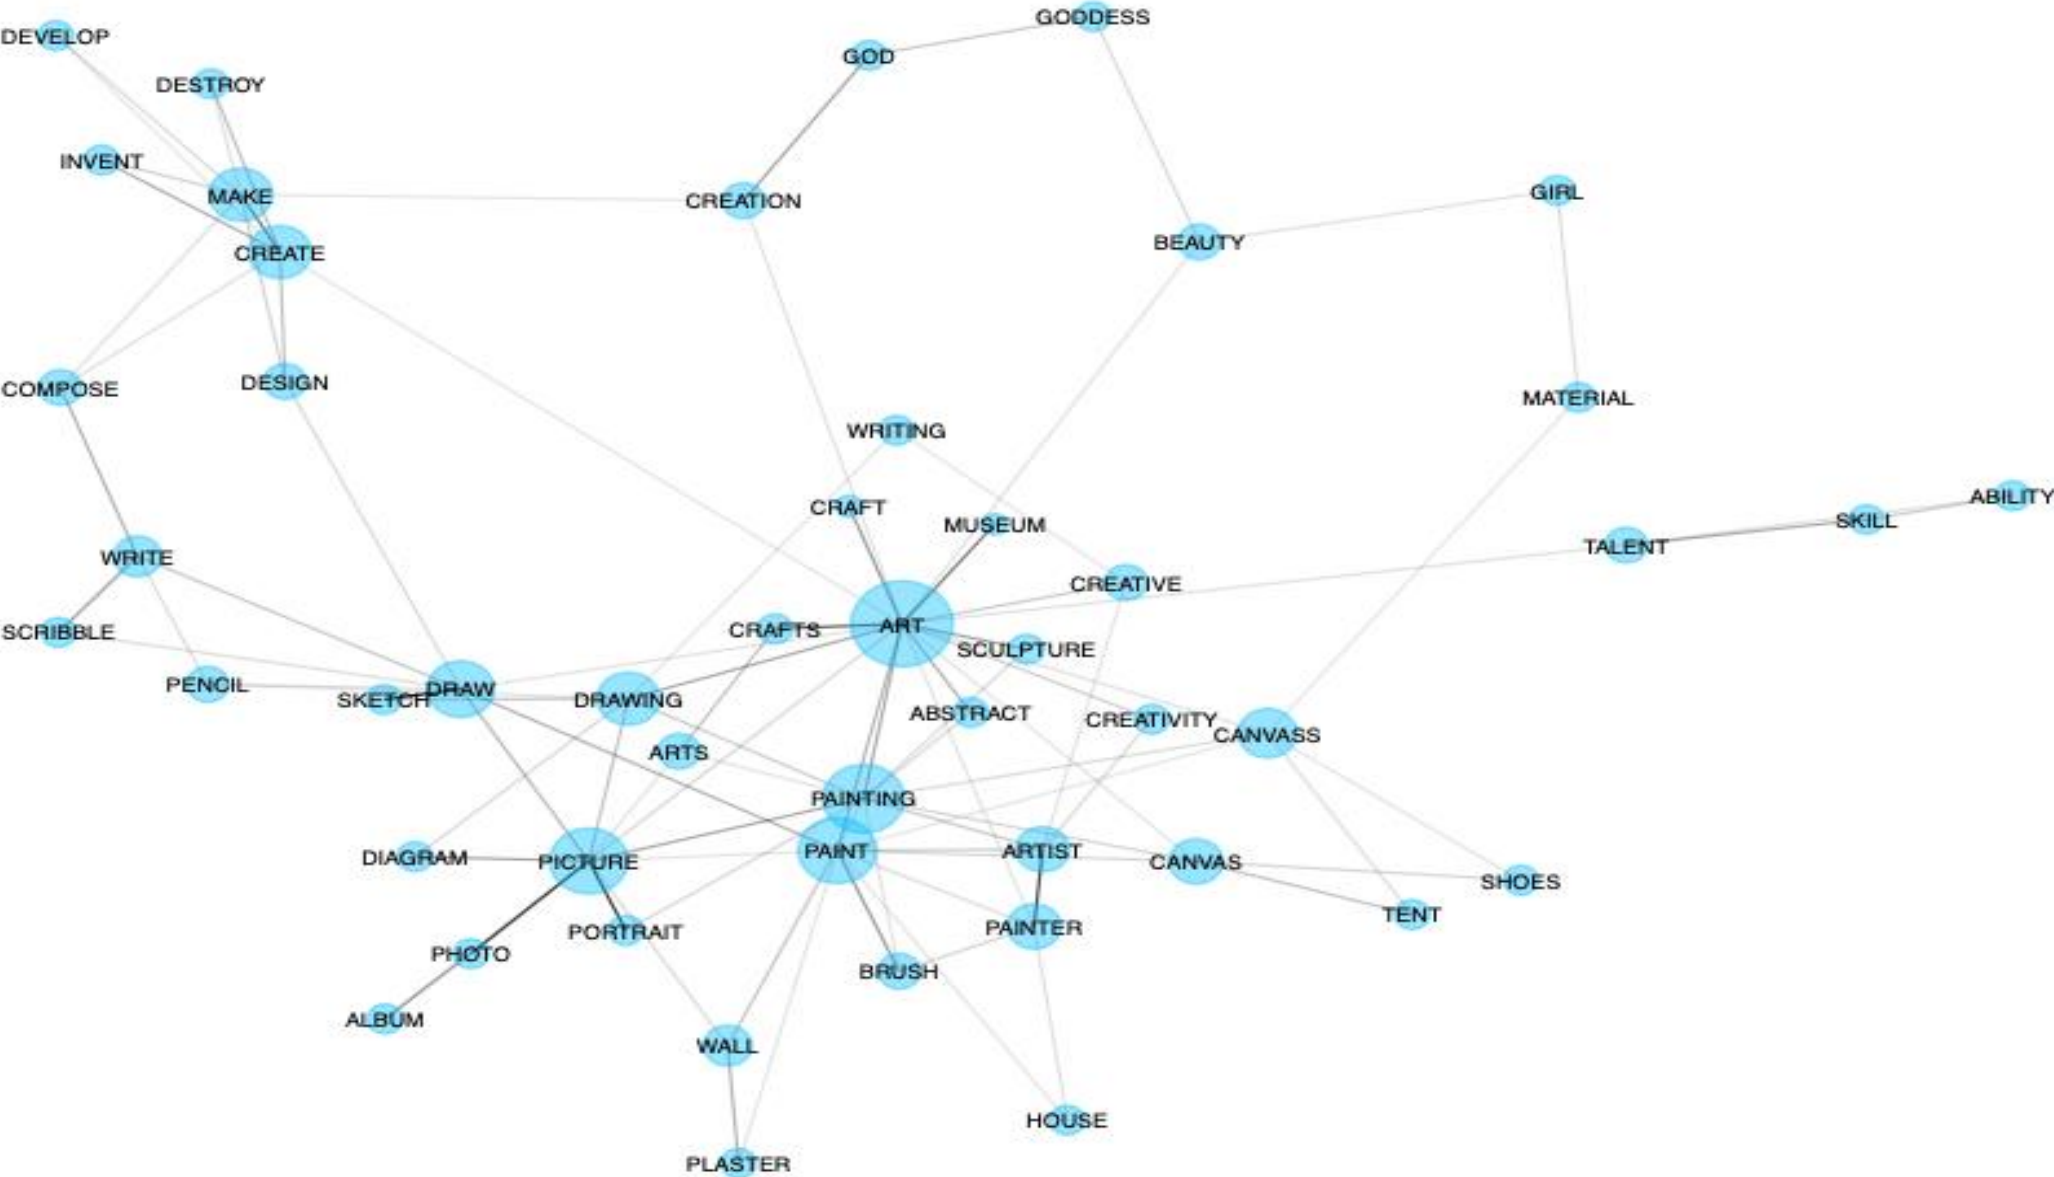 GODDESS
DEVELOP
GOD
DESTROY
INVENT
MAKE
CREATION
GIRL
BEAUTY
CREATE
COMPOSE
DESIGN
MATERIAL
WRITING
CRAFT
MUSEUM
ABILITY
SKILL
TALENT
WRITE
CREATIVE
SCRIBBLE
CRAFTS
ART
SCULPTURE
PENCIL
SKETCH
DRAW
DRAWING
ABSTRACT
CREATIVITY
CANVASS
ARTS
PAINTING
DIAGRAM
PICTURE
PAINT
ARTIST
CANVAS
SHOES
TENT
PORTRAIT
PAINTER
PHOTO
BRUSH
ALBUM
WALL
HOUSE
PLASTER